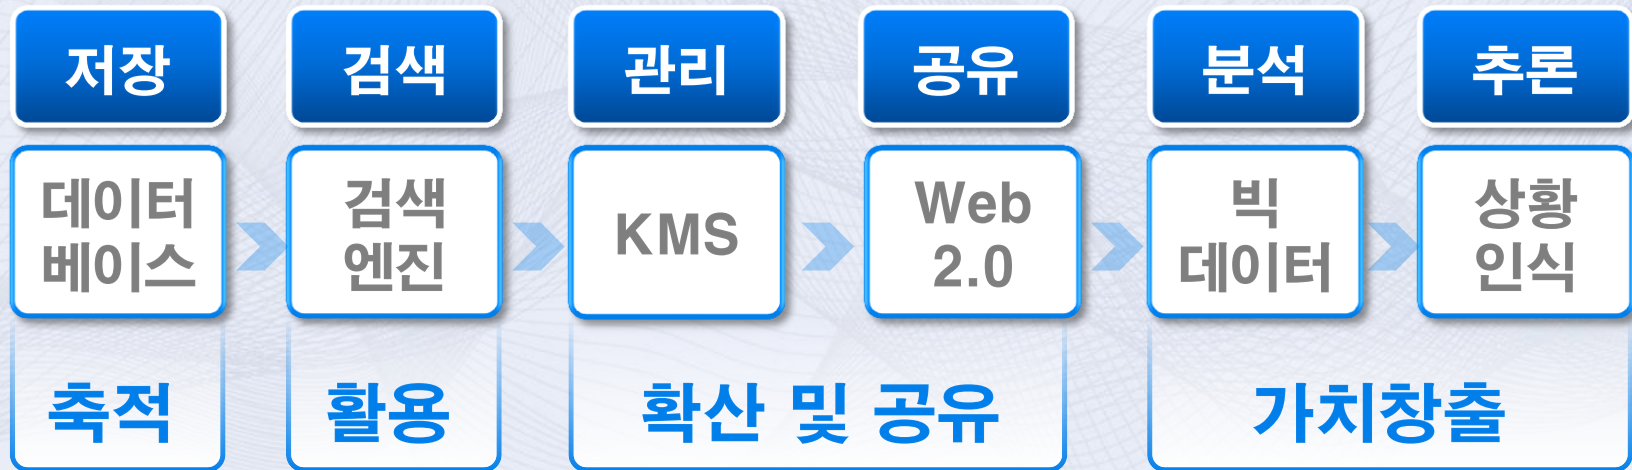 저장
검색
관리
공유
분석
추론
데이터
베이스
검색
엔진
KMS
Web
2.0
빅
데이터
상황
인식
축적
활용
확산 및 공유
가치창출